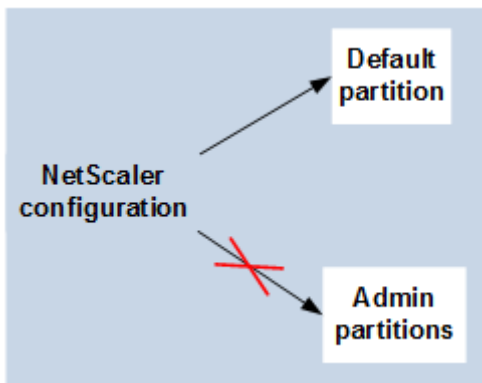 Default
partition
NetScaler
configuration
Admin
partitions